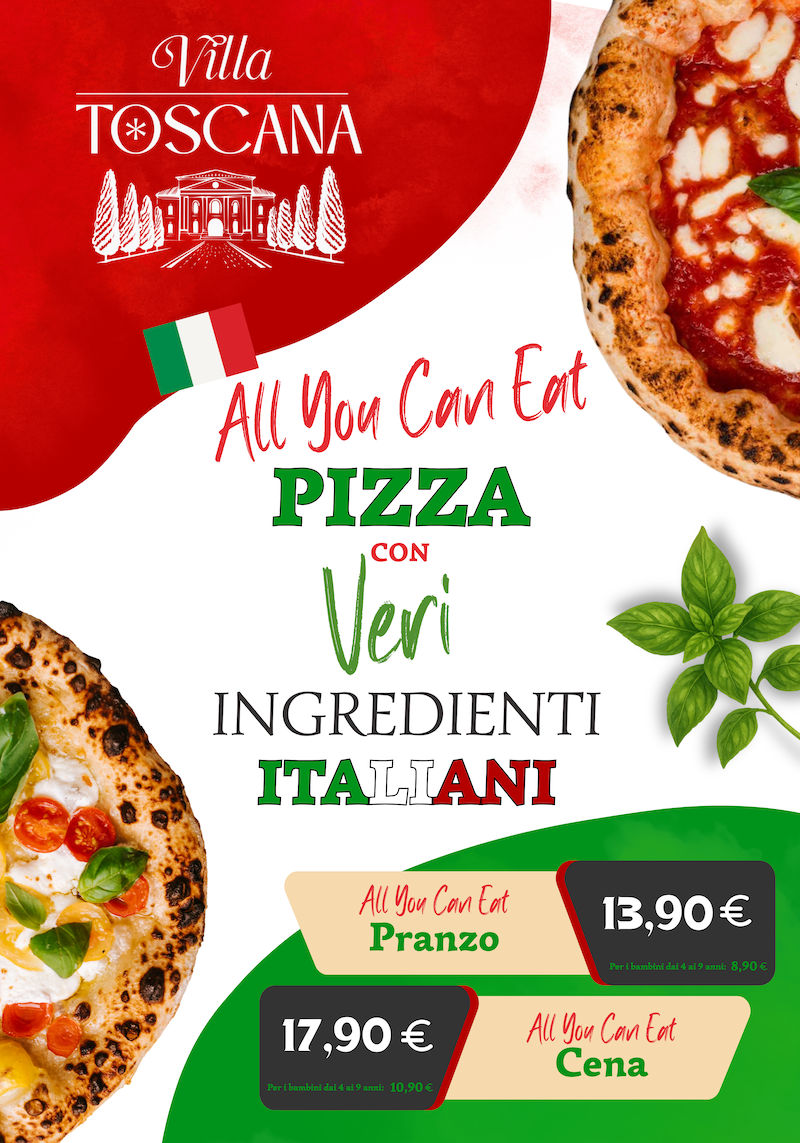 Villa
TOSCANA
All You Can Eat
PIZZA
CON
Veri
INGREDIENTI
ITALIANI
All You Can Eat
Pranzo
13,90 €
Per i bambini dai 4 ai 9 anni: 8,90 €
17,90 €
Per i bambini dai 4 ai 9 anni: 10,90 €
All You Can Eat
Cena